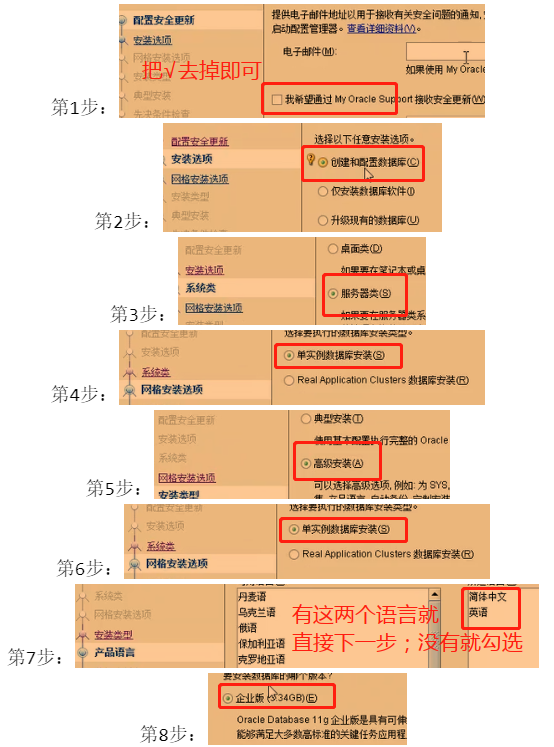 配置安全更新
安装选项
网格安装选项
典型安装
先决条件检查
提供电子邮件地址以用于接收有关安全问题的通知,
启动配置管理器。查看详细资料(V)。
电子邮件(M):
如果使用 My Oracle
把√去掉即可
我希望通过 My Oracle Support 接收安全更新(W)
第1步:
配置安全更新
安装选项
网格安装选项
安装类型
典型安装
选择以下任意安装选项。
创建和配置数据库(C)
仅安装数据库软件(I)
升级现有的数据库(U)
第2步:
配置安全更新
安装选项
系统类
网格安装选项
桌面类(D)
如果要在笔记本或桌
服务器类(S)
如果要在服务器类系
第3步:
配置安全更新
安装选项
系统类
网格安装选项
选择要执行的数据库安装类型。
单实例数据库安装(S)
Real Application Clusters 数据库安装(R)
第4步:
配置安全更新
安装选项
系统类
网格安装选项
安装类型
典型安装(T)
使用基本配置执行完整的 Oracle
高级安装(A)
可以选择高级选项, 例如: 为 SYS,
第5步:
配置安全更新
安装选项
系统类
网格安装选项
选择要执行的数据库安装类型。
单实例数据库安装(S)
Real Application Clusters 数据库安装(R)
第6步:
系统类
网格安装选项
安装类型
产品语言
丹麦语
乌克兰语
俄语
保加利亚语
克罗地亚语
有这两个语言就
直接下一步；没有就勾选
简体中文
英语
第7步:
要安装数据库的哪个版本?
企业版 (3.34GB)(E)
Oracle Database 11g 企业版是具有可伸
能够满足大多数高标准的关键任务应用程
第8步: